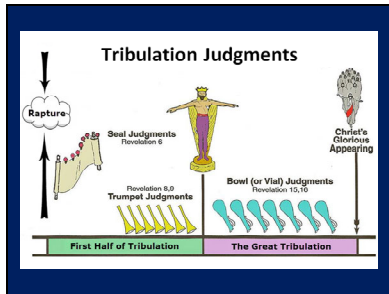 Tribulation Judgments
Rapture
Seal Judgments
Revelation 6
Christ's
Glorious
Appearing
Revelation 8,9
Trumpet Judgments
Bowl (or Vial) Judgments
Revelation 15,16
First Half of Tribulation
The Great Tribulation